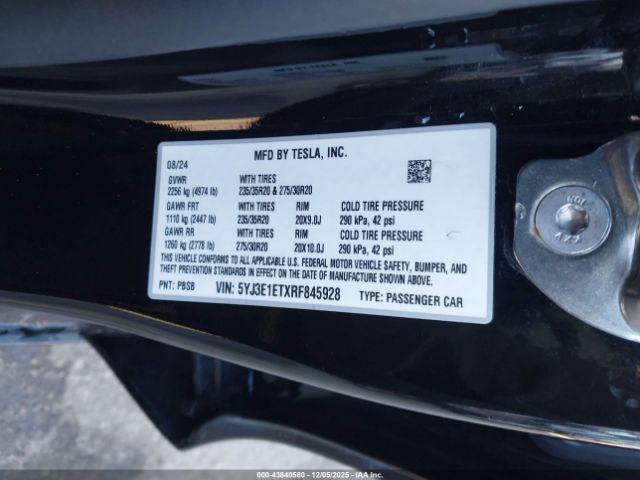 MFD BY TESLA, INC.
08/24
GVWR WITH TIRES
2256 kg (4974 lb) 235/35R20 & 275/30R20
GAWR FRT WITH TIRES RIM COLD TIRE PRESSURE
1110 kg (2447 lb) 235/35R20 20X9.0J 290 kPa, 42 psi
GAWR RR WITH TIRES RIM COLD TIRE PRESSURE
1260 kg (2778 lb) 275/30R20 20X10.0J 290 kPa, 42 psi
THIS VEHICLE CONFORMS TO ALL APPLICABLE U.S. FEDERAL MOTOR VEHICLE SAFETY, BUMPER, AND
THEFT PREVENTION STANDARDS IN EFFECT ON THE DATE OF MANUFACTURE SHOWN ABOVE.
PNT: PBSB VIN: 5YJ3E1ETXRF845928 TYPE: PASSENGER CAR
© IAA - 43840580 - 12/05/2025 - IAAI.COM